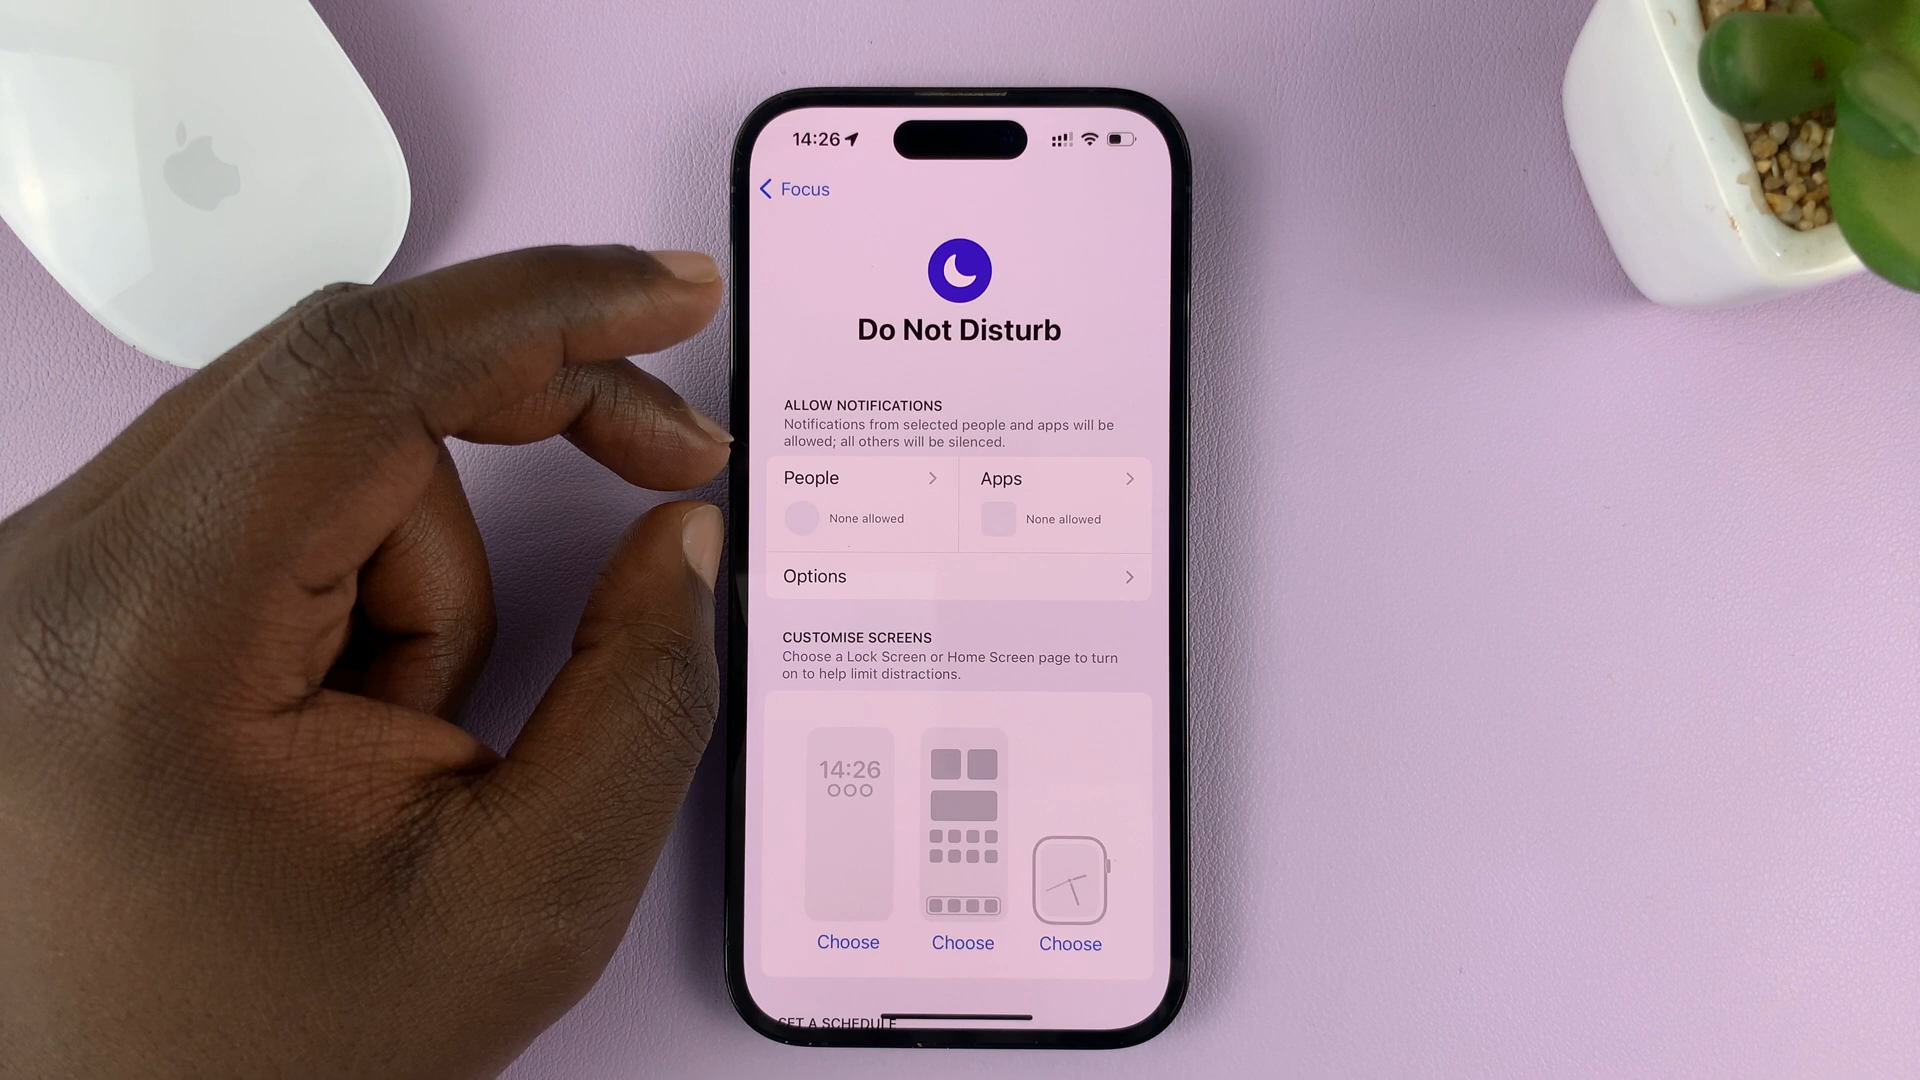 14:26
Focus
Do Not Disturb
ALLOW NOTIFICATIONS
Notifications from selected people and apps will be
allowed; all others will be silenced.
People
Apps
None allowed
None allowed
Options
CUSTOMISE SCREENS
Choose a Lock Screen or Home Screen page to turn
on to help limit distractions.
14:26
Choose
Choose
Choose
SET A SCHEDULE